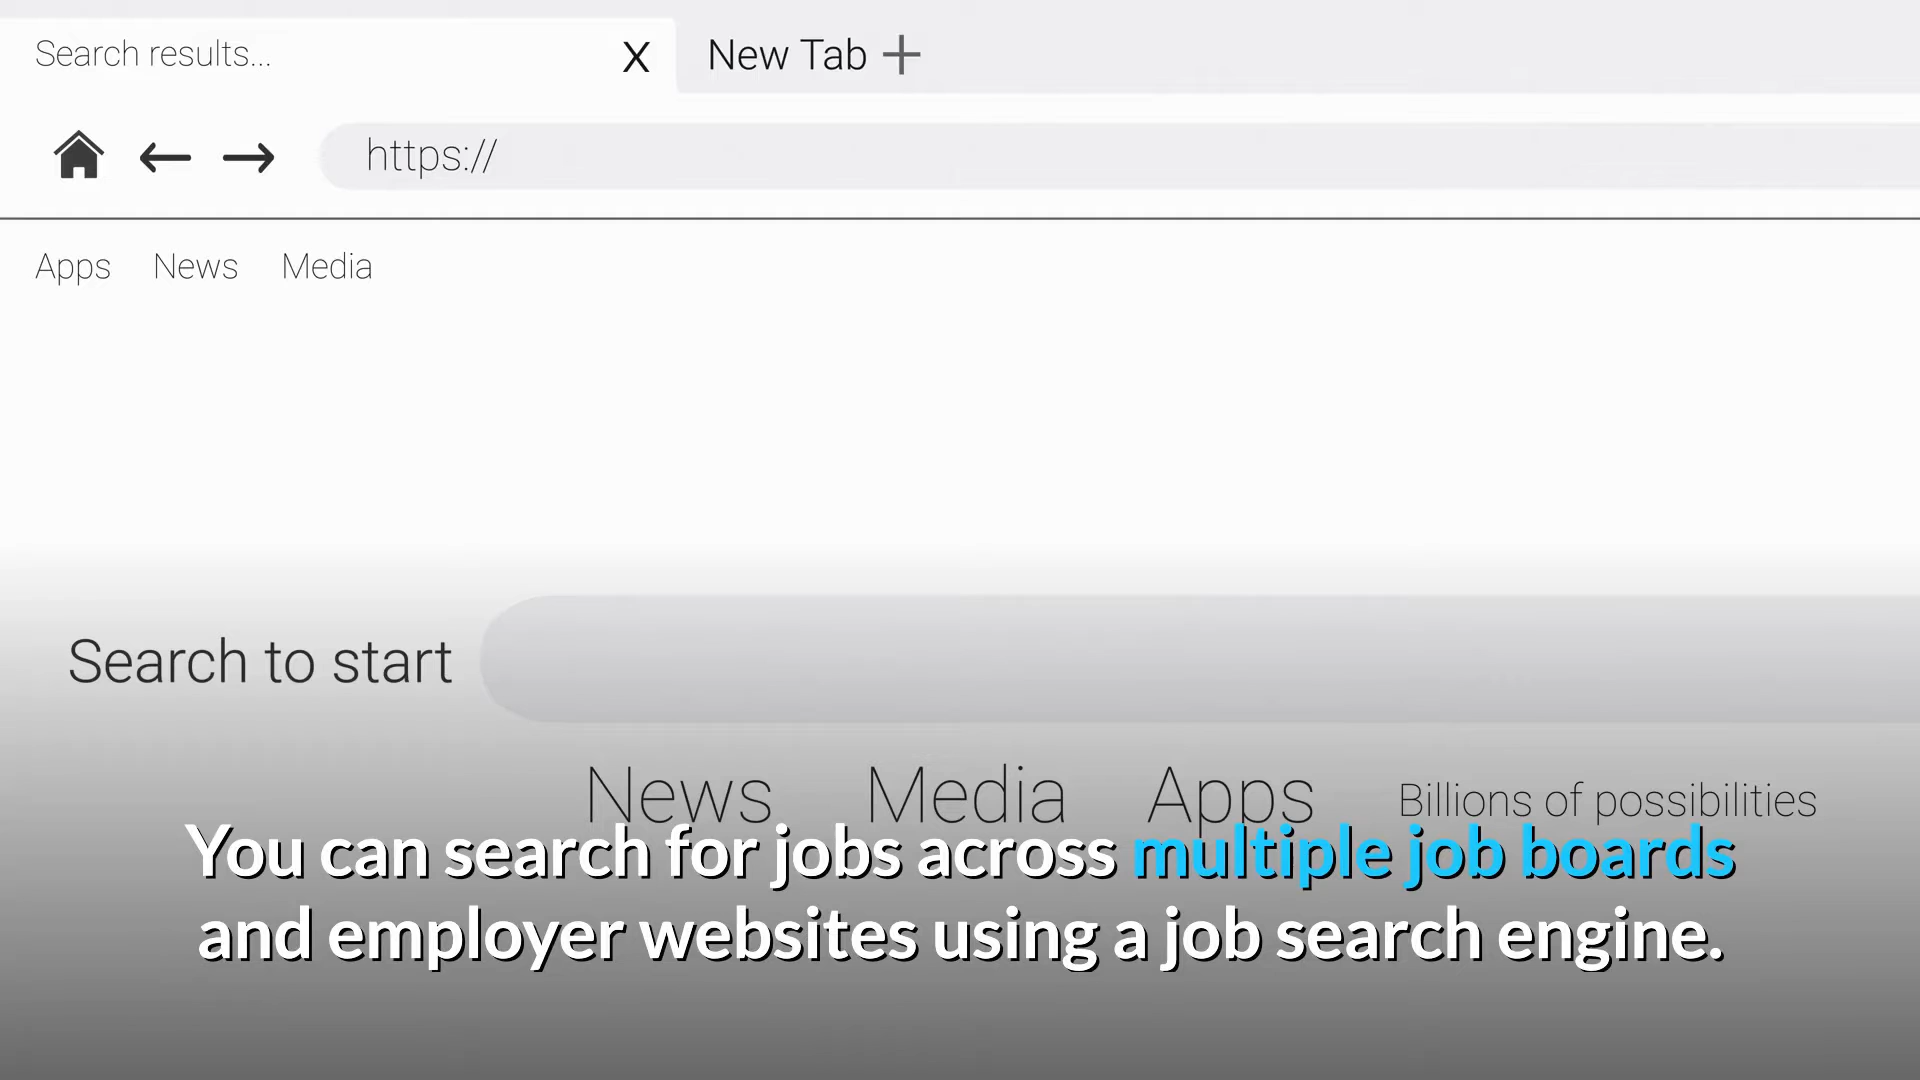 Search results... X New Tab +
https://
Apps News Media
Search to start
News Media Apps Billions of possibilities
You can search for jobs across multiple job boards
and employer websites using a job search engine.